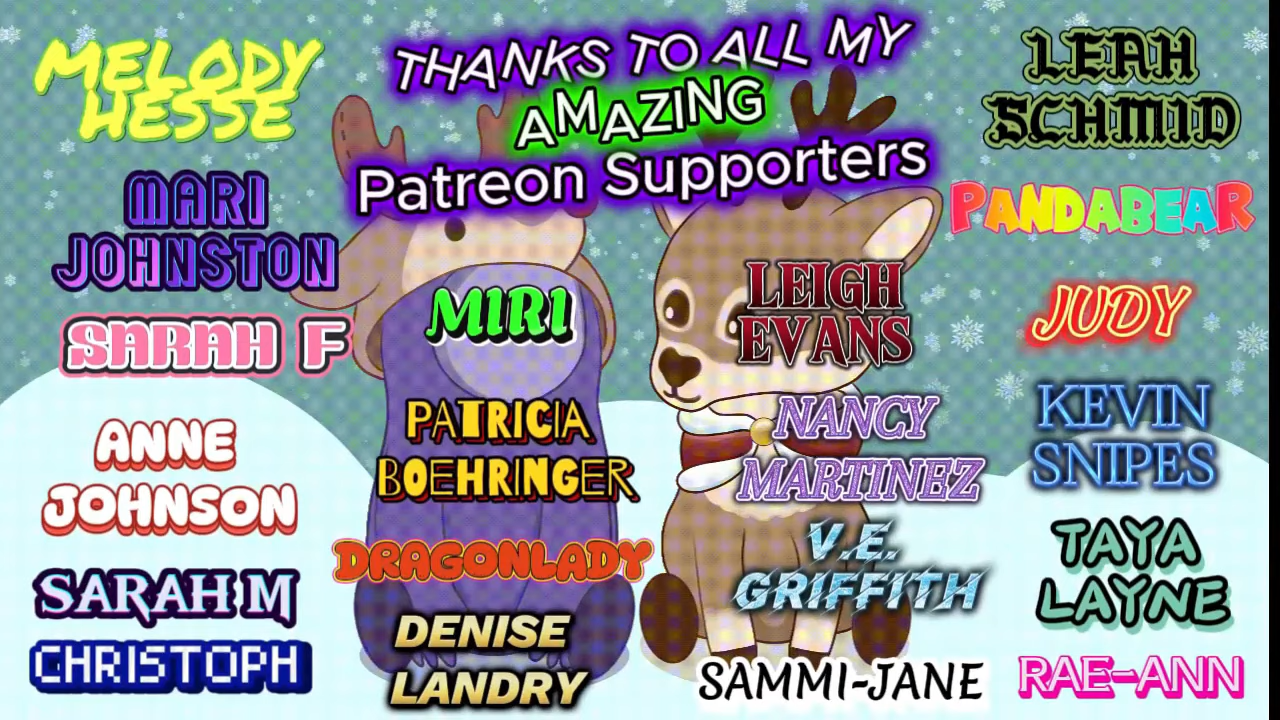 THANKS TO ALL MY
AMAZING
Patreon Supporters
MELODY
HESSE
MARI
JOHNSTON
SARAH F
ANNE
JOHNSON
SARAH M
CHRISTOPH
MIRI
PATRICIA
BOEHRINGER
DRAGONLADY
DENISE
LANDRY
LEIGH
EVANS
NANCY
MARTINEZ
V.E.
GRIFFITH
SAMMI-JANE
LEAH
SCHMID
PANDABEAR
JUDY
KEVIN
SNIPES
TAYA
LAYNE
RAE-ANN